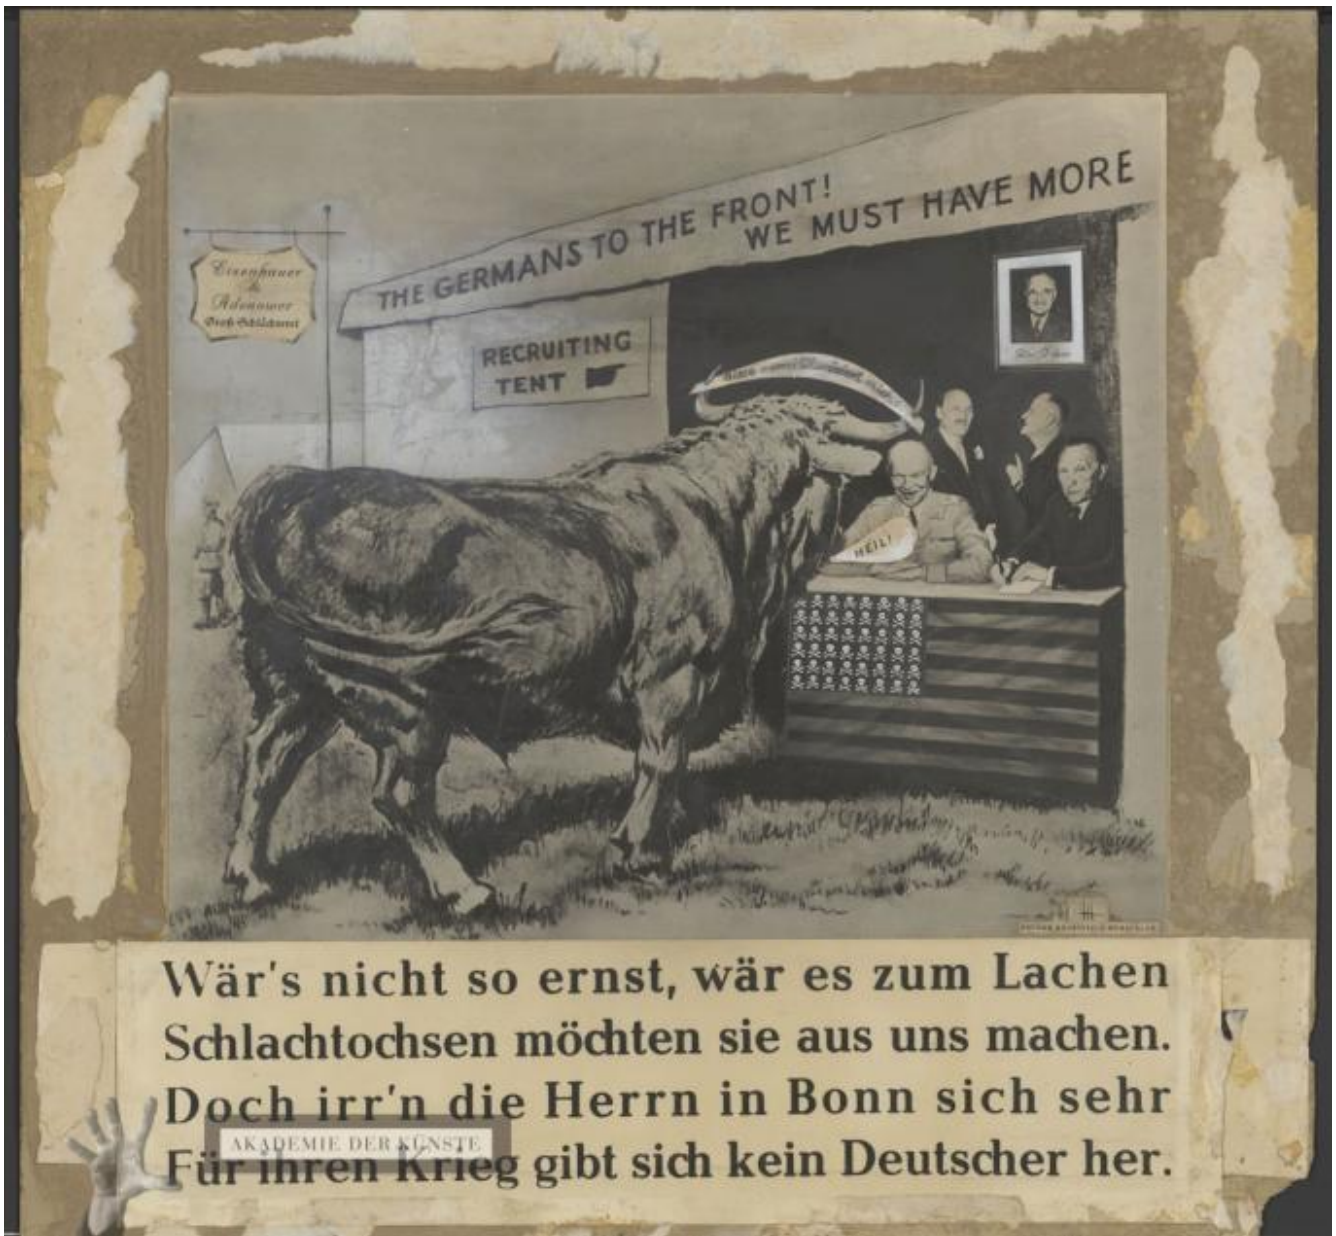 THE GERMANS TO THE FRONT!
WE MUST HAVE MORE
Eisenhauer
&
Adenauer
Groß-Schlächterei
RECRUITING
TENT
HEIL!
Wär's nicht so ernst, wär es zum Lachen
Schlachtochsen möchten sie aus uns machen.
Doch irr'n die Herrn in Bonn sich sehr
AKADEMIE DER KÜNSTE
Für ihren Krieg gibt sich kein Deutscher her.